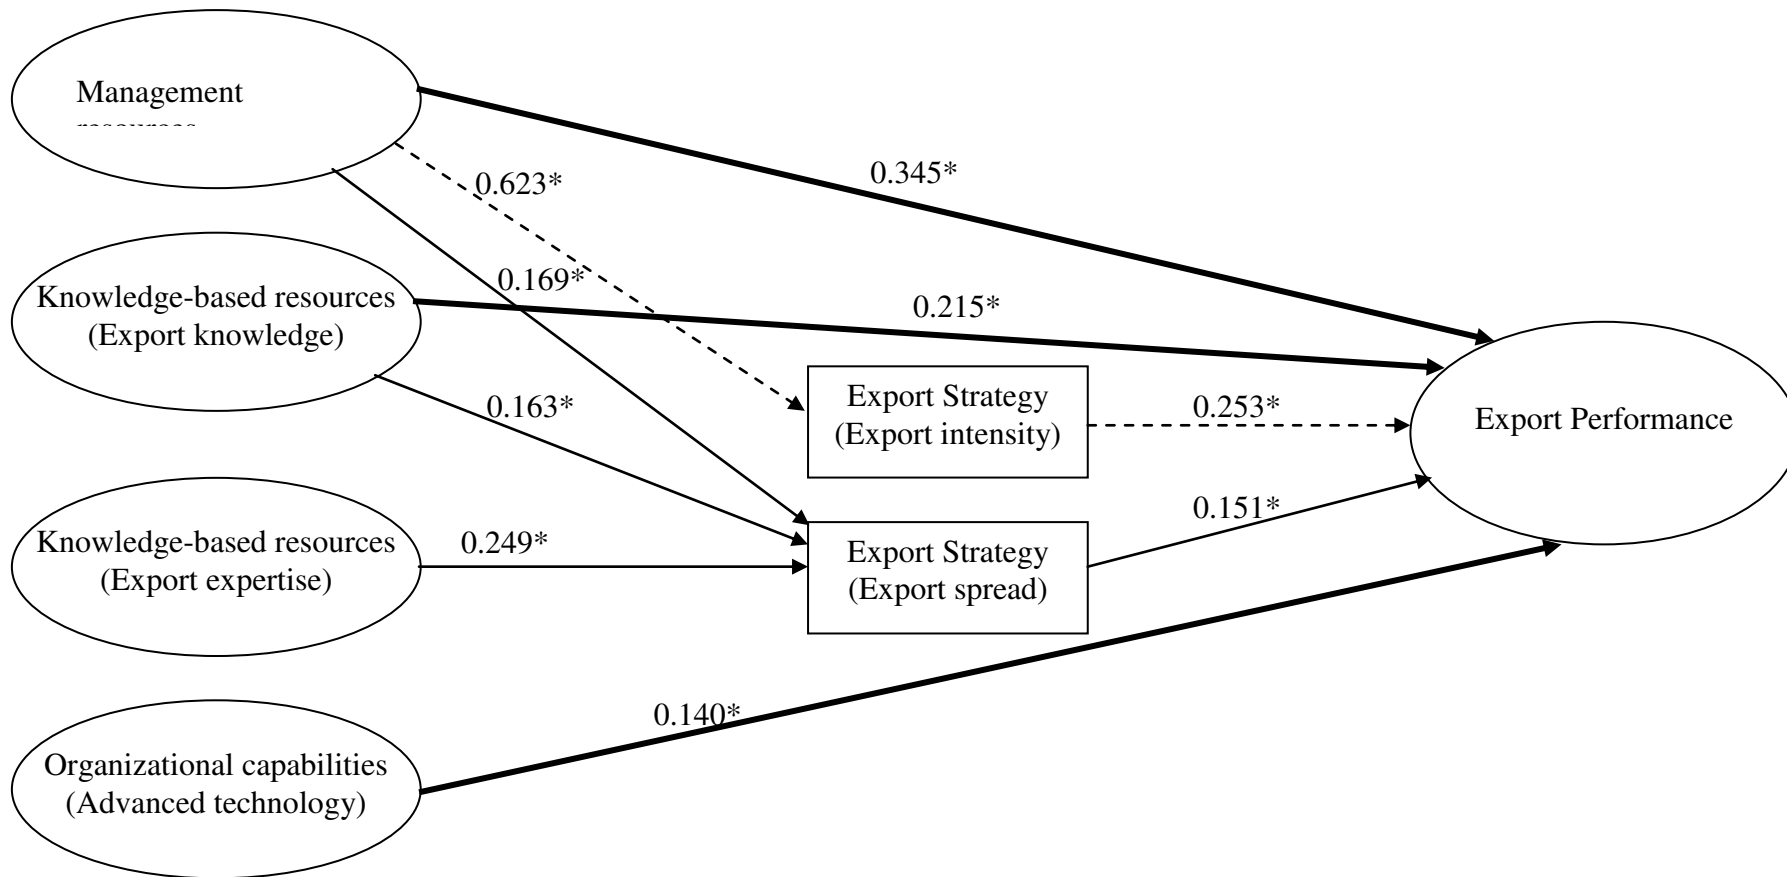 Management
0.345*
0.623*
0.169*
Knowledge-based resources
(Export knowledge)
0.215*
0.163*
Export Strategy
(Export intensity)
0.253*
Export Performance
Knowledge-based resources
(Export expertise)
0.249*
Export Strategy
(Export spread)
0.151*
0.140*
Organizational capabilities
(Advanced technology)